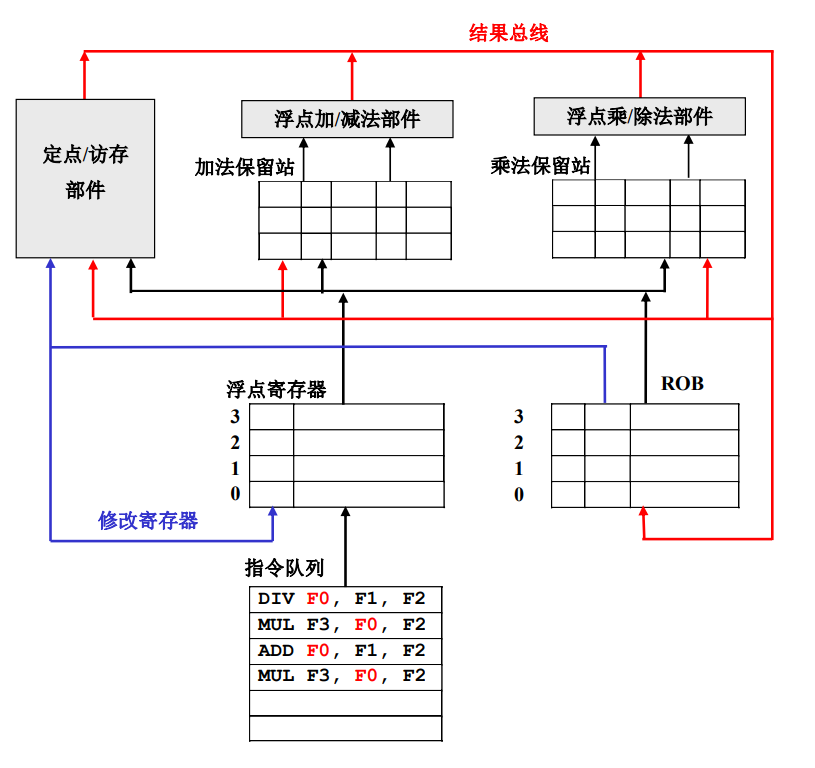 结果总线
定点/访存
部件
浮点加/减法部件
浮点乘/除法部件
加法保留站
乘法保留站
浮点寄存器
ROB
3
2
1
0
3
2
1
0
修改寄存器
指令队列
DIV F0, F1, F2
MUL F3, F0, F2
ADD F0, F1, F2
MUL F3, F0, F2